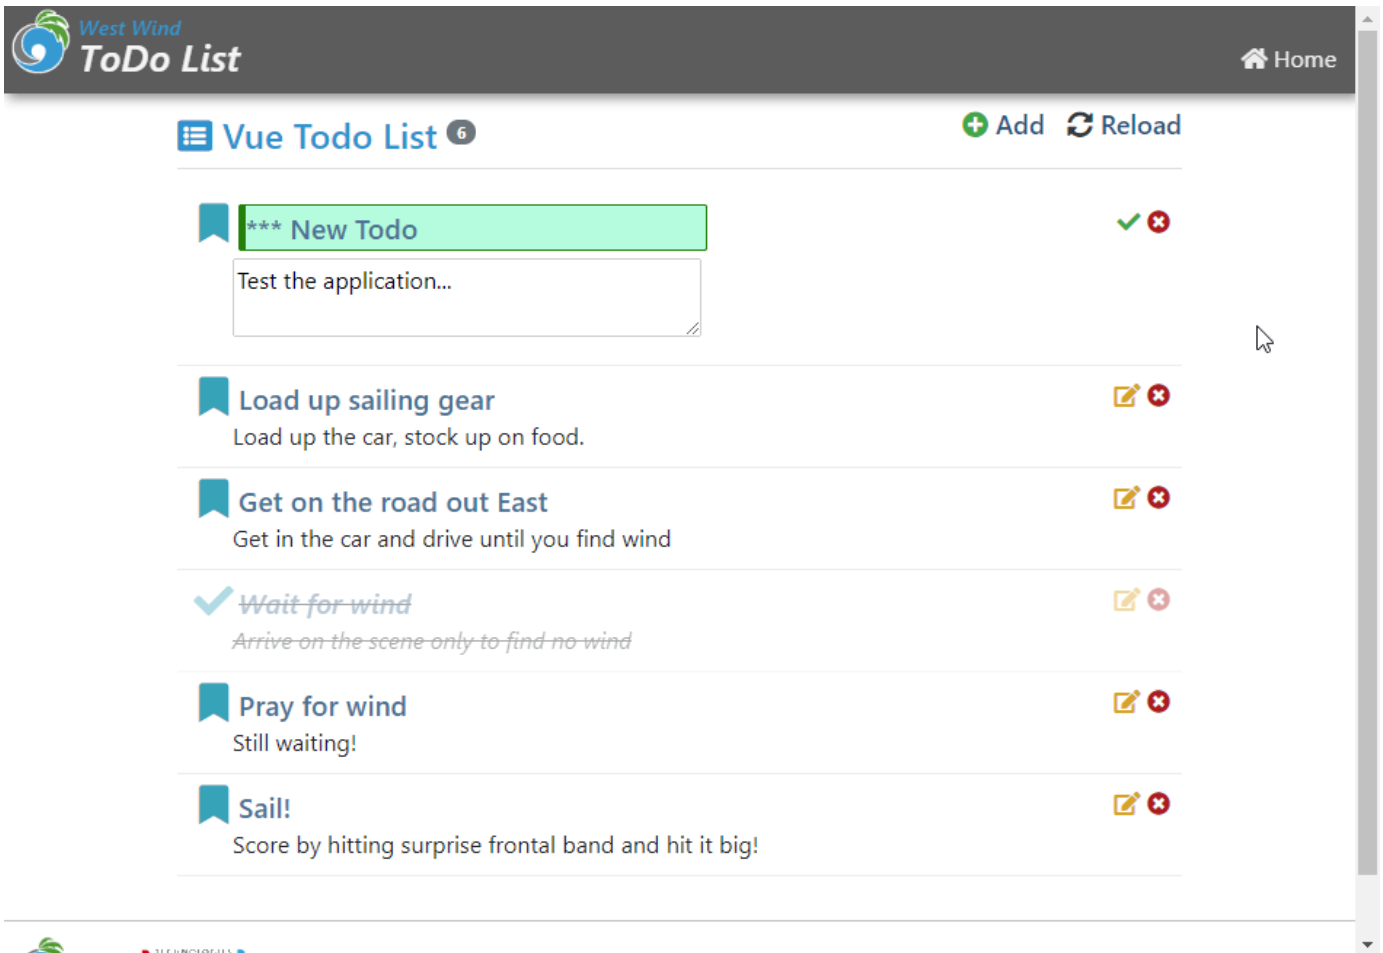 West Wind
ToDo List
Home
Vue Todo List 6
Add Reload
*** New Todo
Test the application...
Load up sailing gear
Load up the car, stock up on food.
Get on the road out East
Get in the car and drive until you find wind
Wait for wind
Arrive on the scene only to find no wind
Pray for wind
Still waiting!
Sail!
Score by hitting surprise frontal band and hit it big!